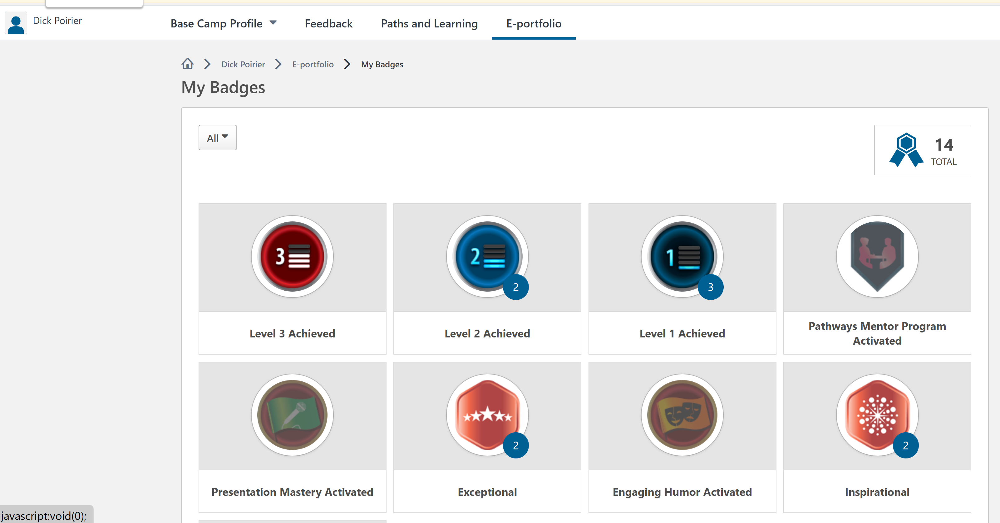 Dick Poirier
Base Camp Profile
Feedback
Paths and Learning
E-portfolio
Dick Poirier
E-portfolio
My Badges
My Badges
All
14
TOTAL
3
2
2
1
3
Level 3 Achieved
Level 2 Achieved
Level 1 Achieved
Pathways Mentor Program
Activated
2
2
Presentation Mastery Activated
Exceptional
Engaging Humor Activated
Inspirational
javascript:void(0);